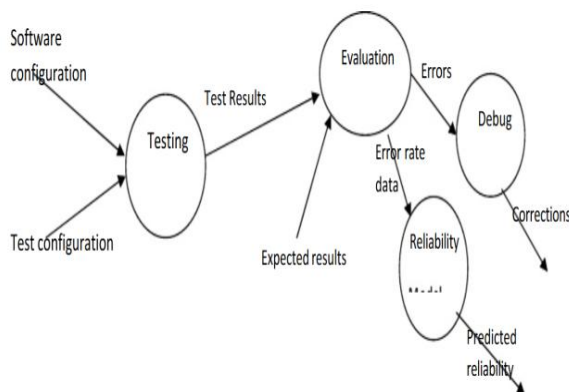 Software
configuration
Testing
Test Results
Test configuration
Evaluation
Errors
Debug
Error rate
data
Expected results
Reliability
Corrections
Predicted
reliability